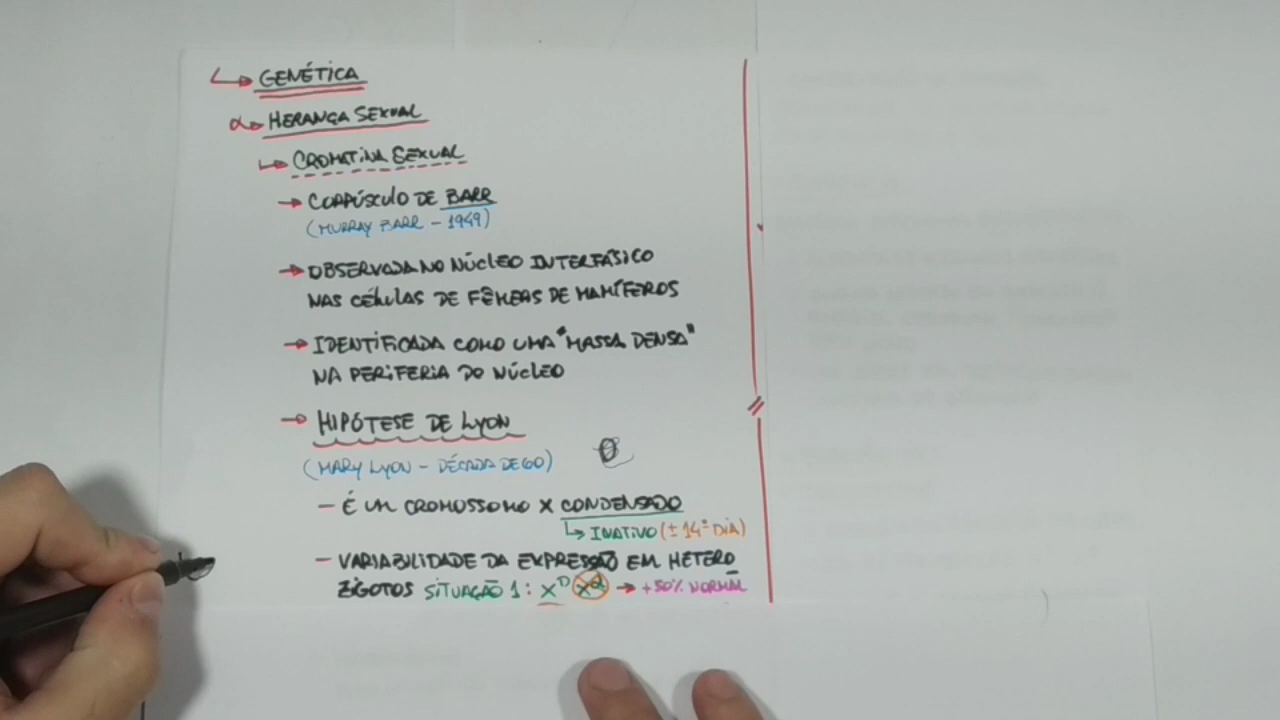 GENÉTICA
HERANÇA SEXUAL
CROMATINA SEXUAL
CORPÚSCULO DE BARR
(MURRAY BARR - 1949)
OBSERVADA NO NÚCLEO INTERFÁSICO
NAS CÉLULAS DE FÊMEAS DE MAMÍFEROS
IDENTIFICADA COMO UMA "MASSA DENSA"
NA PERIFERIA DO NÚCLEO
HIPÓTESE DE LYON
(MARY LYON - DÉCADA DE 60)
- É UM CROMOSSOMO X CONDENSADO
INATIVO (± 14º DIA)
- VARIABILIDADE DA EXPRESSÃO EM HETERO
ZIGOTOS SITUAÇÃO 1: X^D X^d → +50% NORMAL